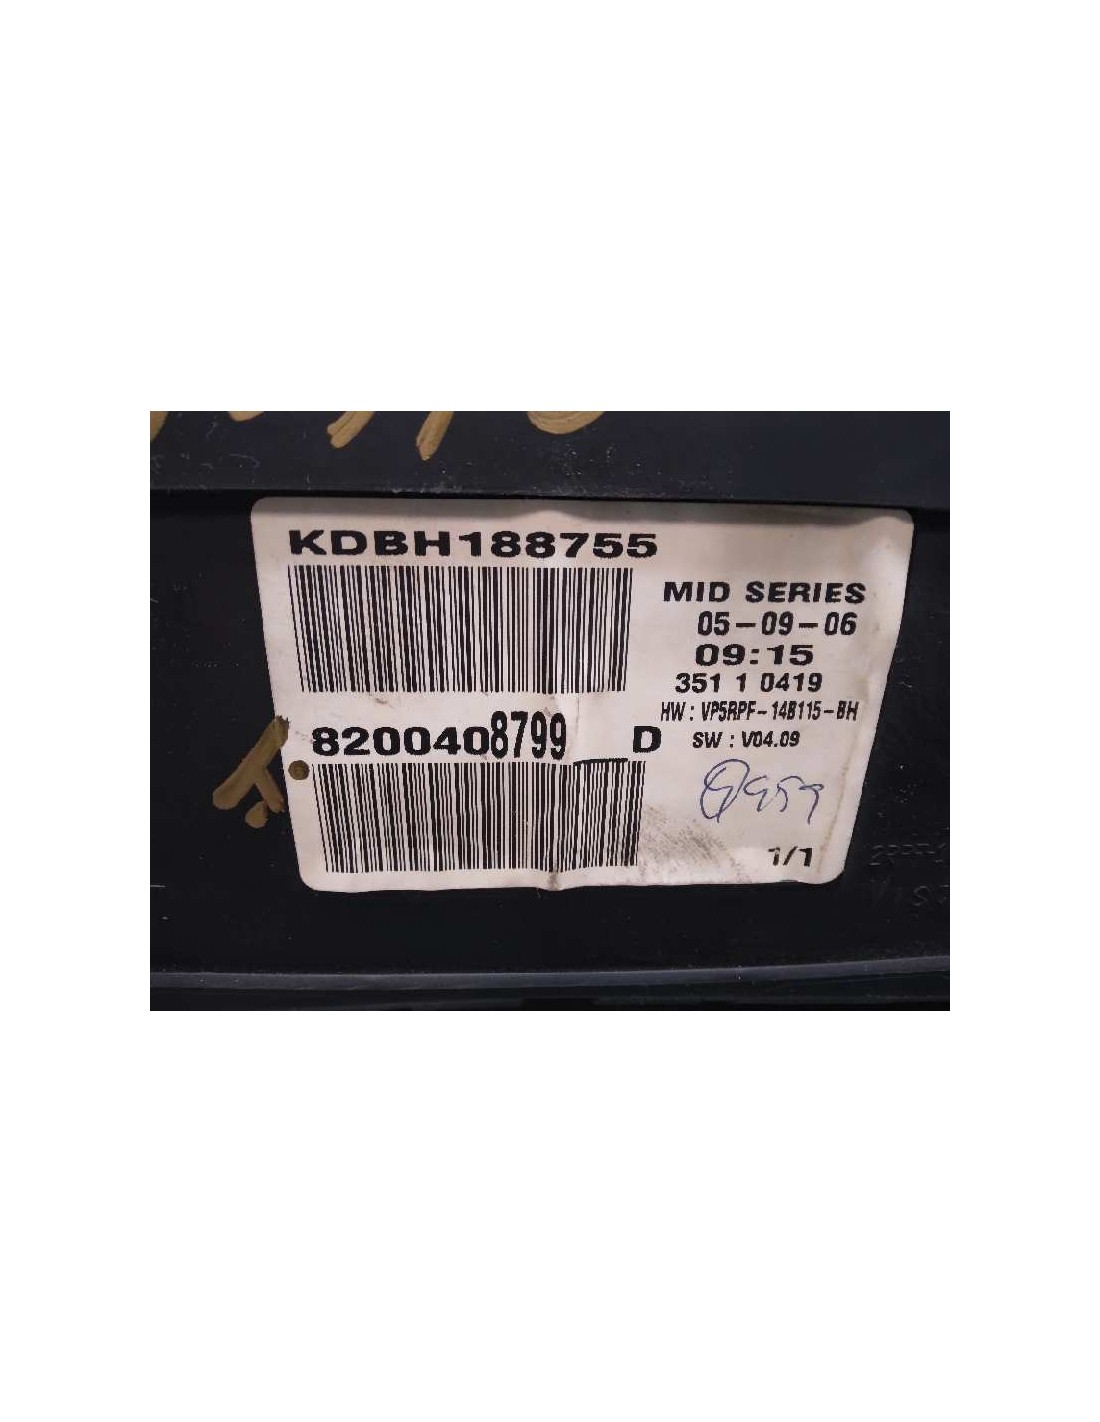 KDBH188755
MID SERIES
05-09-06
09:15
351 1 0419
HW : VP5RPF-14B115-BH
8200408799__D
SW : V04.09
1/1